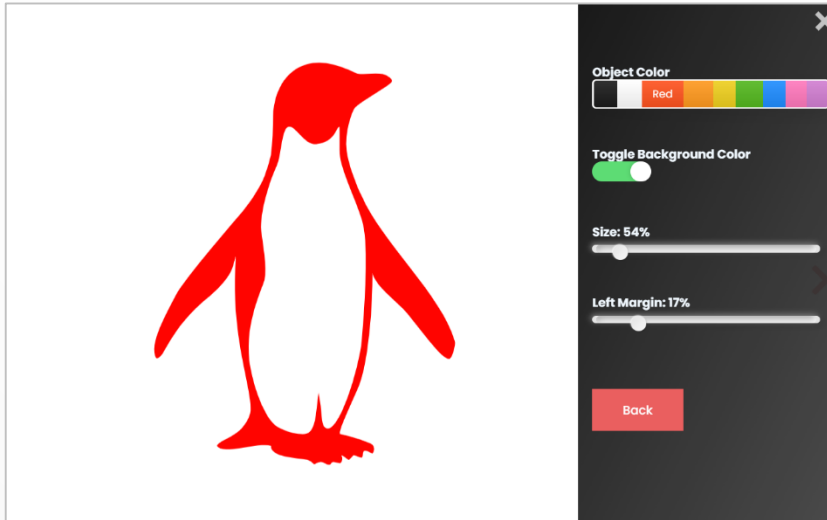 Object Color
Red
Toggle Background Color
Size: 54%
Left Margin: 17%
Back